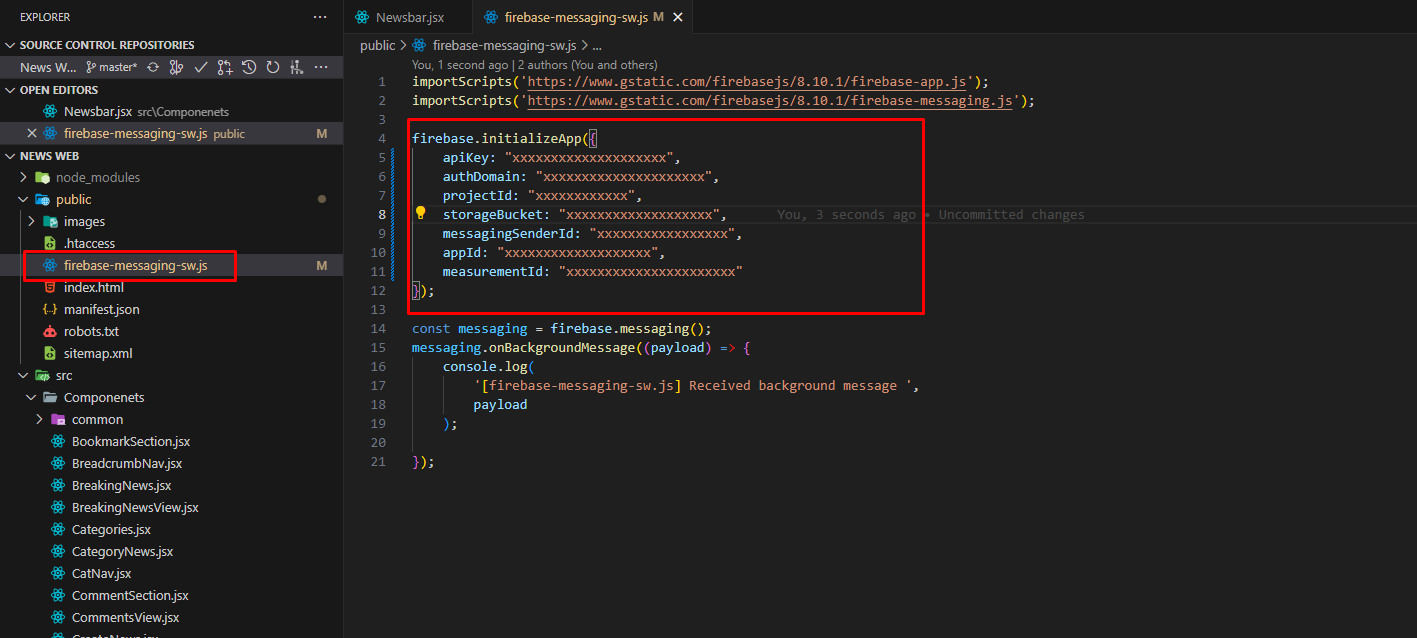 EXPLORER
SOURCE CONTROL REPOSITORIES
News W... master*
OPEN EDITORS
Newsbar.jsx src\Componenets
firebase-messaging-sw.js public M
NEWS WEB
node_modules
public
images
.htaccess
firebase-messaging-sw.js M
index.html
manifest.json
robots.txt
sitemap.xml
src
Componenets
common
BookmarkSection.jsx
BreadcrumbNav.jsx
BreakingNews.jsx
BreakingNewsView.jsx
Categories.jsx
CategoryNews.jsx
CatNav.jsx
CommentSection.jsx
CommentsView.jsx
Newsbar.jsx firebase-messaging-sw.js M
public > firebase-messaging-sw.js > ...
You, 1 second ago | 2 authors (You and others)
1 importScripts('https://www.gstatic.com/firebasejs/8.10.1/firebase-app.js');
2 importScripts('https://www.gstatic.com/firebasejs/8.10.1/firebase-messaging.js');
3
4 firebase.initializeApp({
5 apiKey: "xxxxxxxxxxxxxxxxxxxx",
6 authDomain: "xxxxxxxxxxxxxxxxxxxxx",
7 projectId: "xxxxxxxxxxxx",
8 storageBucket: "xxxxxxxxxxxxxxxxxxx", You, 3 seconds ago • Uncommitted changes
9 messagingSenderId: "xxxxxxxxxxxxxxxxx",
10 appId: "xxxxxxxxxxxxxxxxxxx",
11 measurementId: "xxxxxxxxxxxxxxxxxxxxxx"
12 });
13
14 const messaging = firebase.messaging();
15 messaging.onBackgroundMessage((payload) => {
16 console.log(
17 '[firebase-messaging-sw.js] Received background message ',
18 payload
19 );
20
21 });